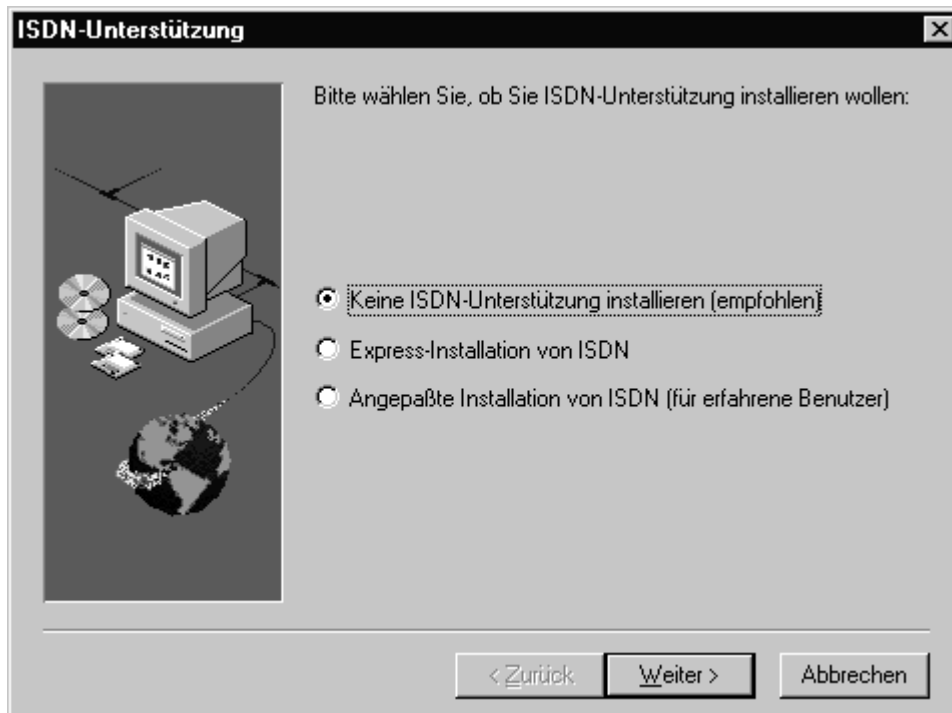 ISDN-Unterstützung
Bitte wählen Sie, ob Sie ISDN-Unterstützung installieren wollen:
Keine ISDN-Unterstützung installieren (empfohlen)
Express-Installation von ISDN
Angepaßte Installation von ISDN (für erfahrene Benutzer)
< Zurück
Weiter >
Abbrechen